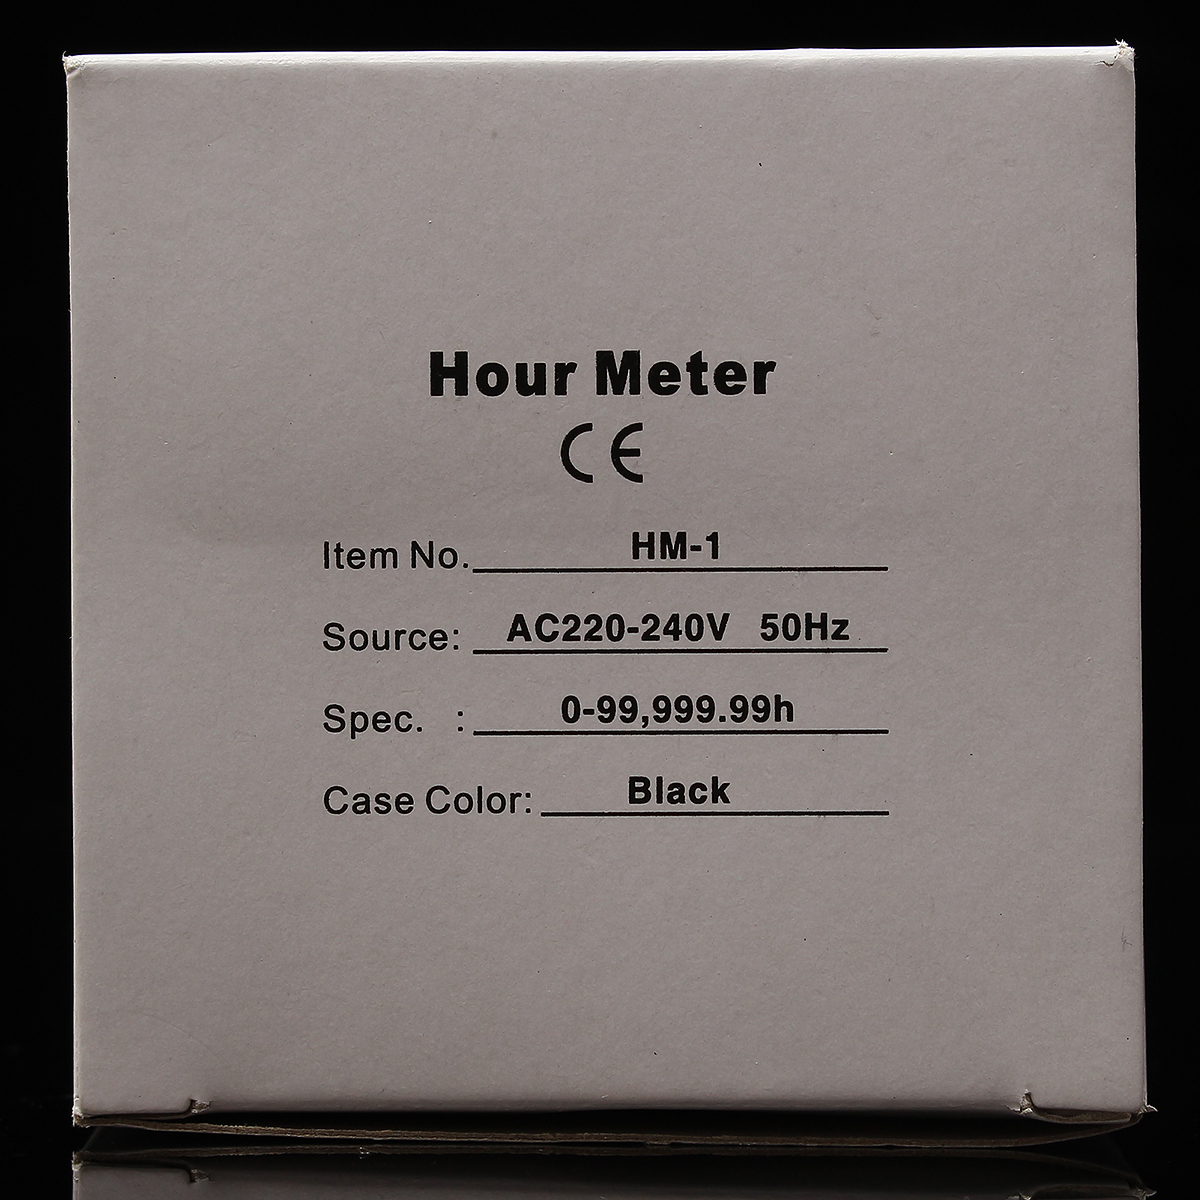 Hour Meter
CE
Item No. HM-1
Source: AC220-240V 50Hz
Spec. : 0-99,999.99h
Case Color: Black